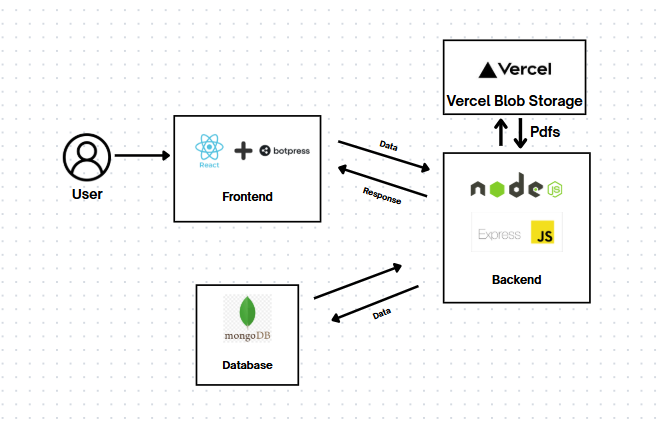 Vercel
Vercel Blob Storage
Pdfs
User
React
botpress
Frontend
Data
Response
node
JS
Express
JS
Backend
mongoDB
Database
Data